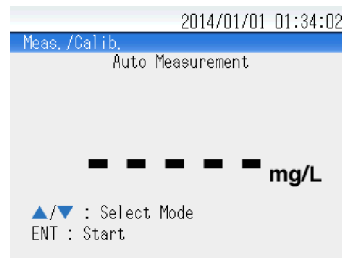 2014/01/01 01:34:02
Meas./Calib.
Auto Measurement
- - - - - mg/L
▲/▼ : Select Mode
ENT : Start